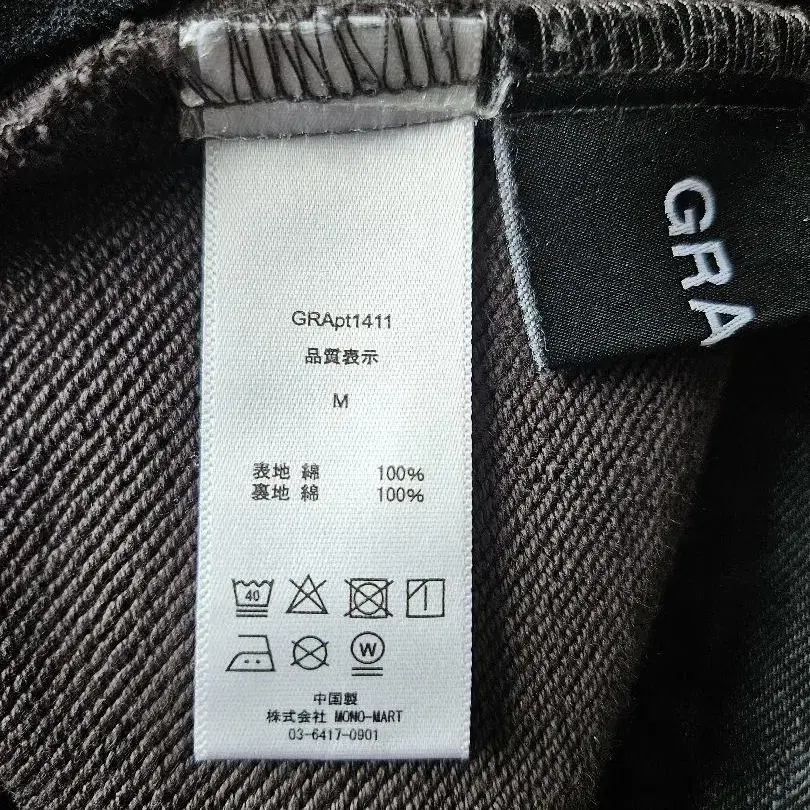 GRApt1411
品質表示
M
表地 綿 100%
裏地 綿 100%
40
W
中国製
株式会社 MONO-MART
03-6417-0901
GRA